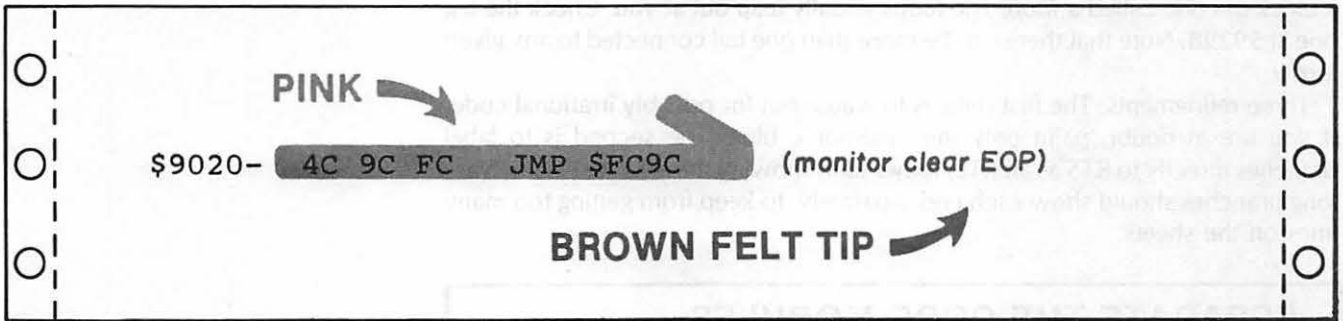 PINK
$9020- 4C 9C FC JMP $FC9C (monitor clear EOP)
BROWN FELT TIP